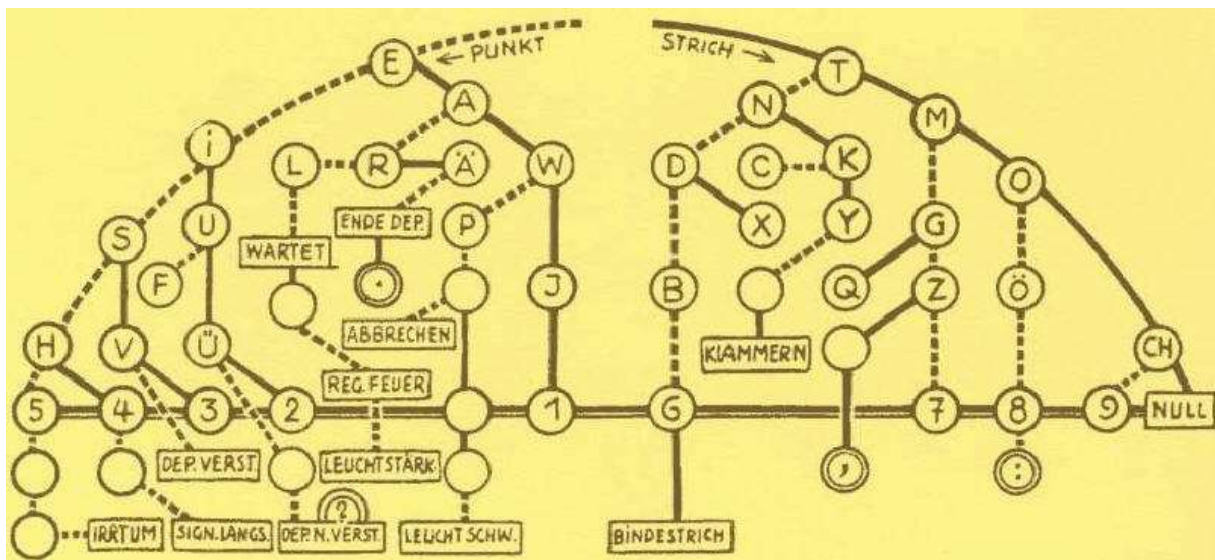 E ← PUNKT STRICH → T
A N M
i L R Ä W D C K O
S U F WARTET ENDE DEP. P X Y G
. J B Q Z Ö
H V Ü ABBRECHEN KLAMMERN CH
REG. FEUER
5 4 3 2 1 6 7 8 9 NULL
DEP. VERST. LEUCHTSTÄRK. , :
?
IRRTUM SIGN. LANGS. DEP. N. VERST. LEUCHT SCHW. BINDESTRICH